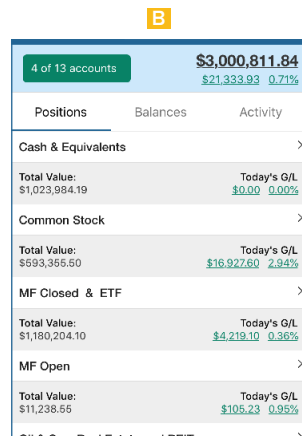 B
4 of 13 accounts
$3,000,811.84
$21,333.93 0.71%
Positions Balances Activity
Cash & Equivalents
Total Value: Today's G/L
$1,023,984.19 $0.00 0.00%
Common Stock
Total Value: Today's G/L
$593,355.50 $16,927.60 2.94%
MF Closed & ETF
Total Value: Today's G/L
$1,180,204.10 $4,219.10 0.36%
MF Open
Total Value: Today's G/L
$11,238.55 $105.23 0.95%